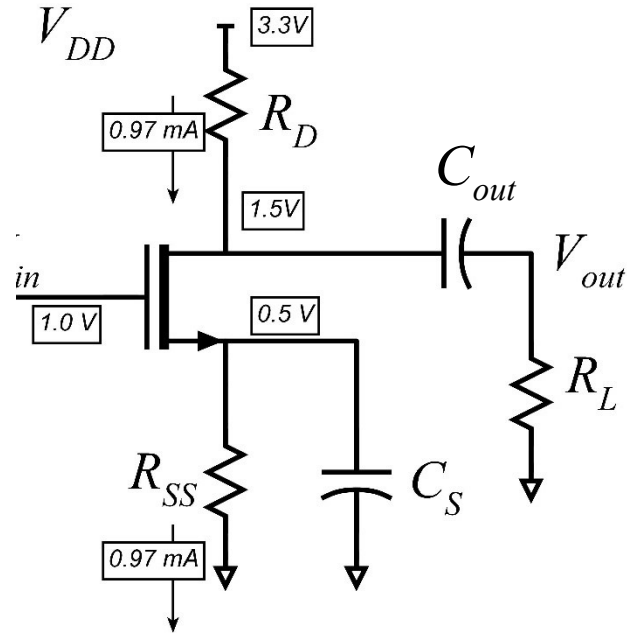 V_DD
3.3V
R_D
0.97 mA
C_out
1.5V
V_out
in
1.0 V
0.5 V
R_L
R_SS
C_S
0.97 mA